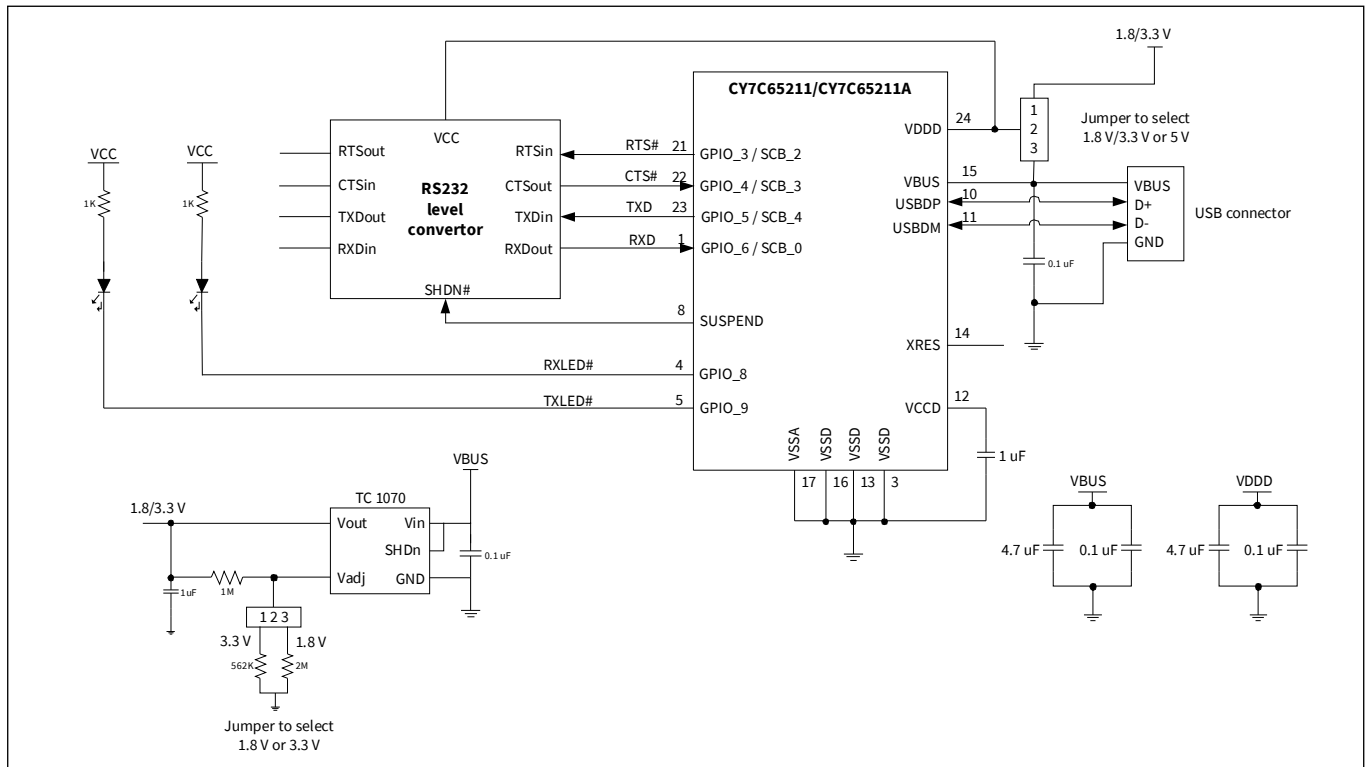 1.8/3.3 V
CY7C65211/CY7C65211A
1
2
3
Jumper to select
1.8 V/3.3 V or 5 V
VDDD
24
VCC
VCC
VCC
RTSout
CTSin
TXDout
RXDin
RS232
level
convertor
RTSin
CTSout
TXDin
RXDout
SHDN#
RTS#
21
GPIO_3 / SCB_2
CTS#
22
GPIO_4 / SCB_3
TXD
23
GPIO_5 / SCB_4
RXD
1
GPIO_6 / SCB_0
1K
1K
VBUS
15
USBDP
10
USBDM
11
VBUS
D+
D-
GND
USB connector
0.1 uF
8
SUSPEND
XRES
14
RXLED#
4
GPIO_8
TXLED#
5
GPIO_9
VCCD
12
1 uF
VSSA
VSSD
VSSD
VSSD
17
16
13
3
VBUS
TC 1070
1.8/3.3 V
Vout
Vin
SHDn
Vadj
GND
0.1 uF
1uF
1M
1 2 3
3.3 V
1.8 V
562K
2M
Jumper to select
1.8 V or 3.3 V
VBUS
4.7 uF
0.1 uF
VDDD
4.7 uF
0.1 uF